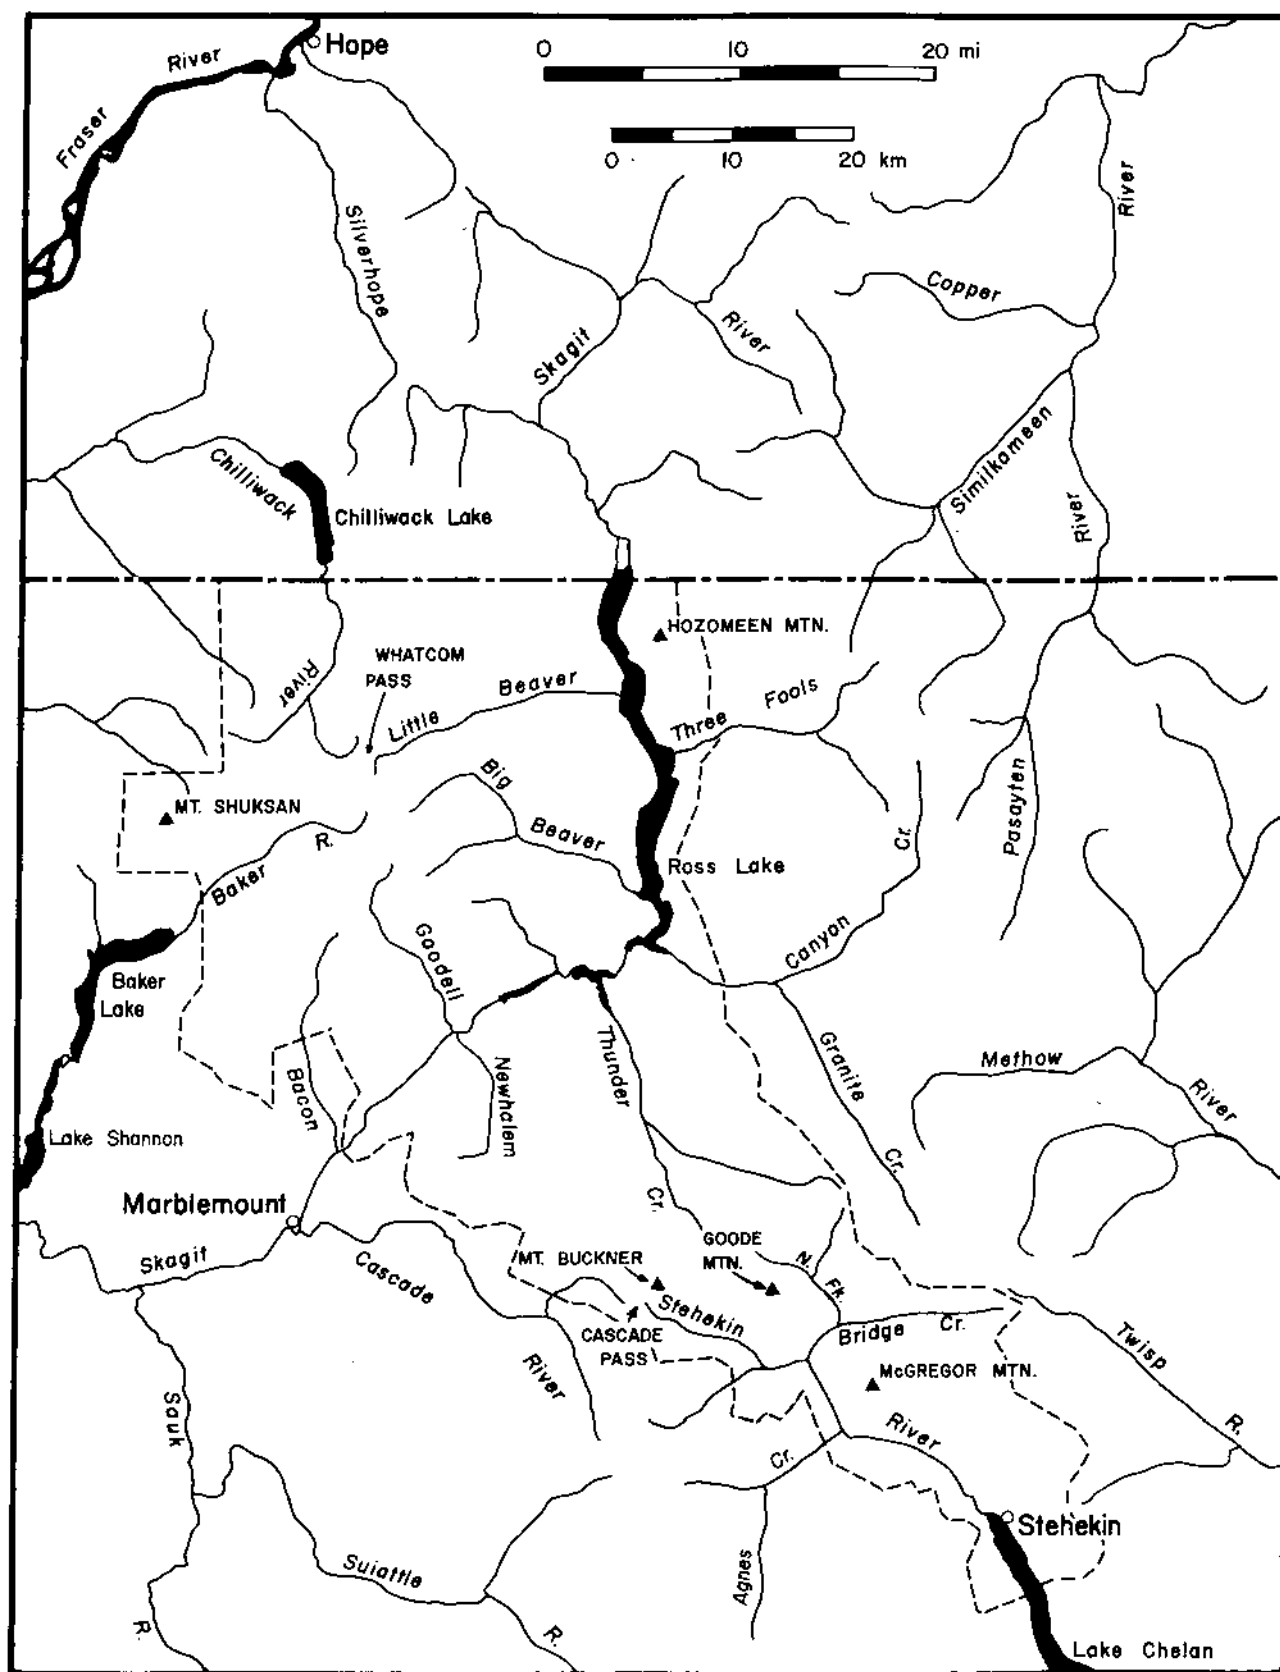 Hope
River
Fraser
0 10 20 mi
0 10 20 km
River
Silverhope
Copper
Skagit
River
Similkameen
Chilliwack
Chilliwack Lake
River
HOZOMEEN MTN.
WHATCOM
PASS
River
Beaver
Little
Fools
Three
MT. SHUKSAN
Big
Beaver
Pasayten
Cr.
R.
Baker
Ross Lake
Canyon
Goodell
Baker
Lake
Thunder
Granite
Methow
River
Newhalem
Bacon
Lake Shannon
Cr.
Marblemount
Cr.
Skagit
Cascade
MT. BUCKNER
GOODE
MTN.
N.
Fk.
Stehekin
CASCADE
PASS
Bridge Cr.
Twisp
McGREGOR MTN.
River
River
R.
Sauk
Cr.
Stehekin
Suiattle
Agnes
R.
R.
Lake Chelan